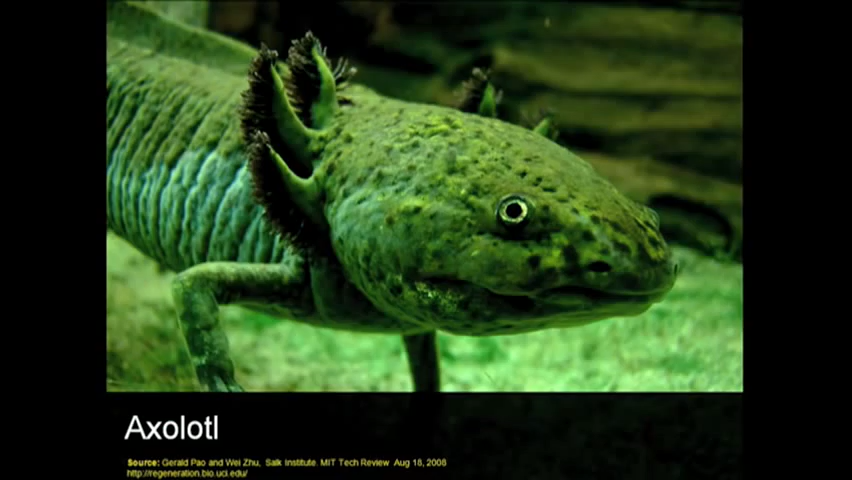 Axolotl
Source: Gerald Pao and Wei Zhu, Salk Institute. MIT Tech Review Aug 18, 2008
http://regeneration.bio.uci.edu/